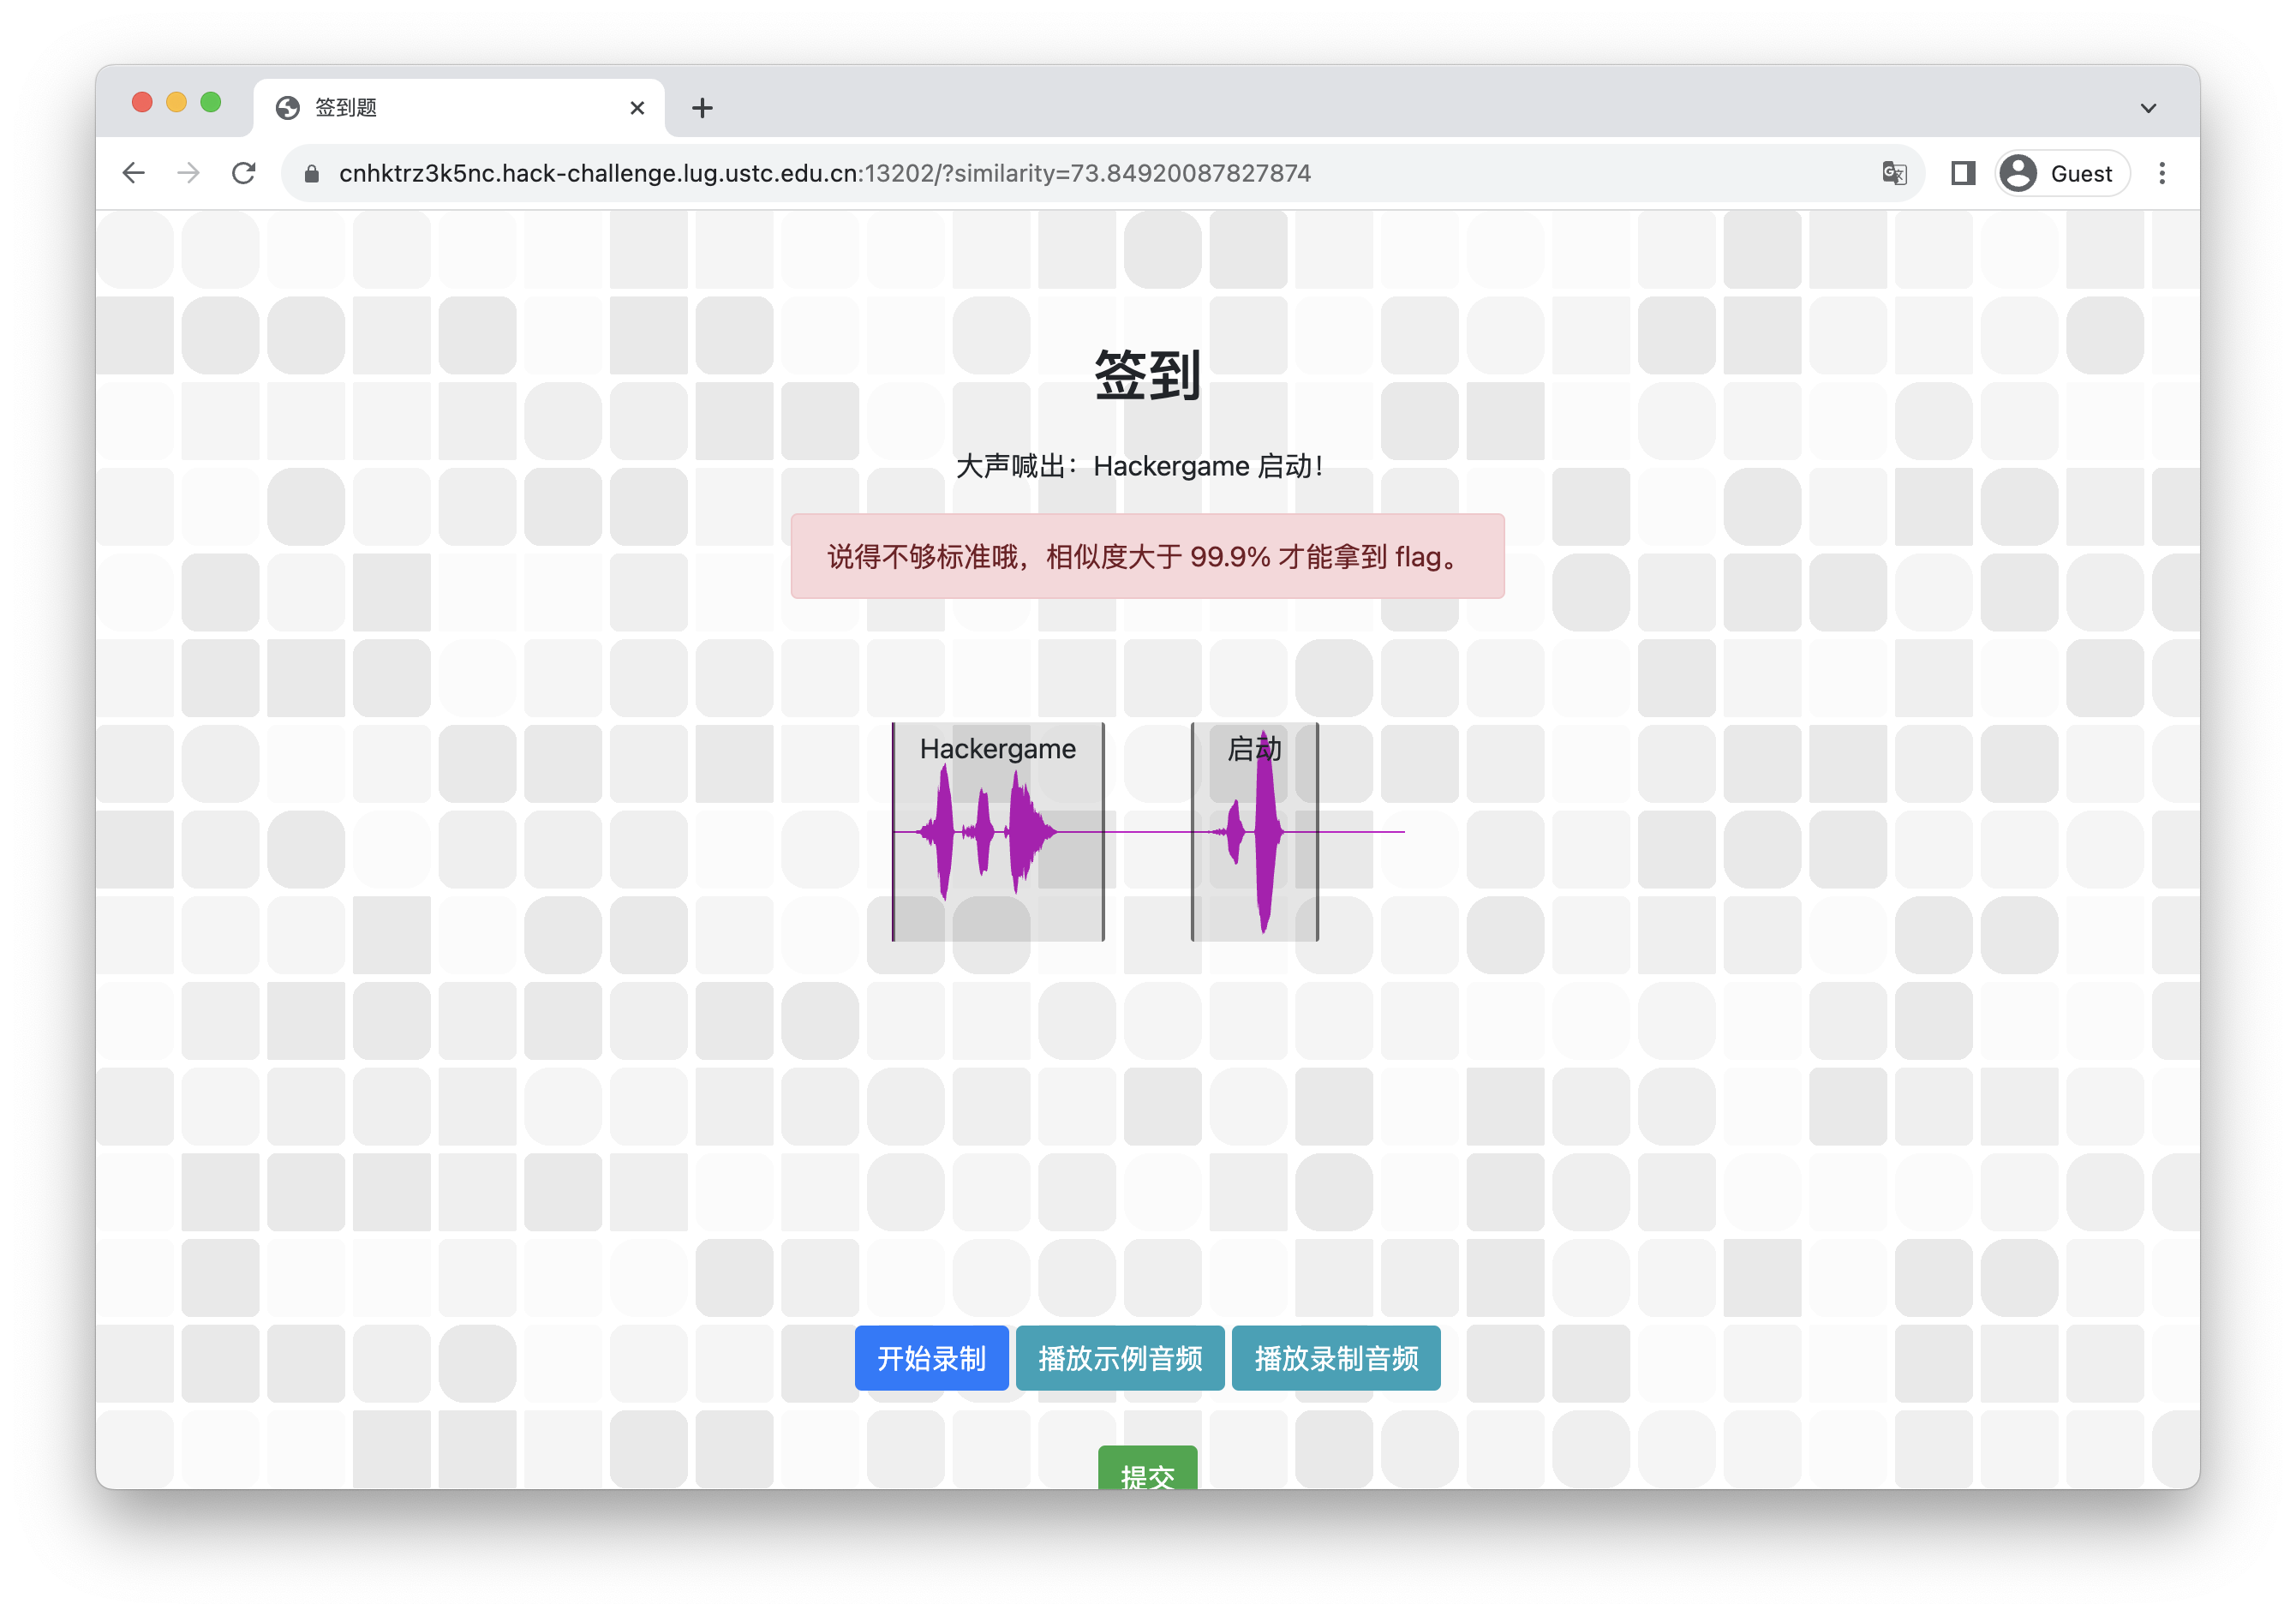 签到题
cnhktrz3k5nc.hack-challenge.lug.ustc.edu.cn:13202/?similarity=73.84920087827874
Guest
签到
大声喊出：Hackergame 启动！
说得不够标准哦，相似度大于 99.9% 才能拿到 flag。
Hackergame 启动
开始录制 播放示例音频 播放录制音频
提交